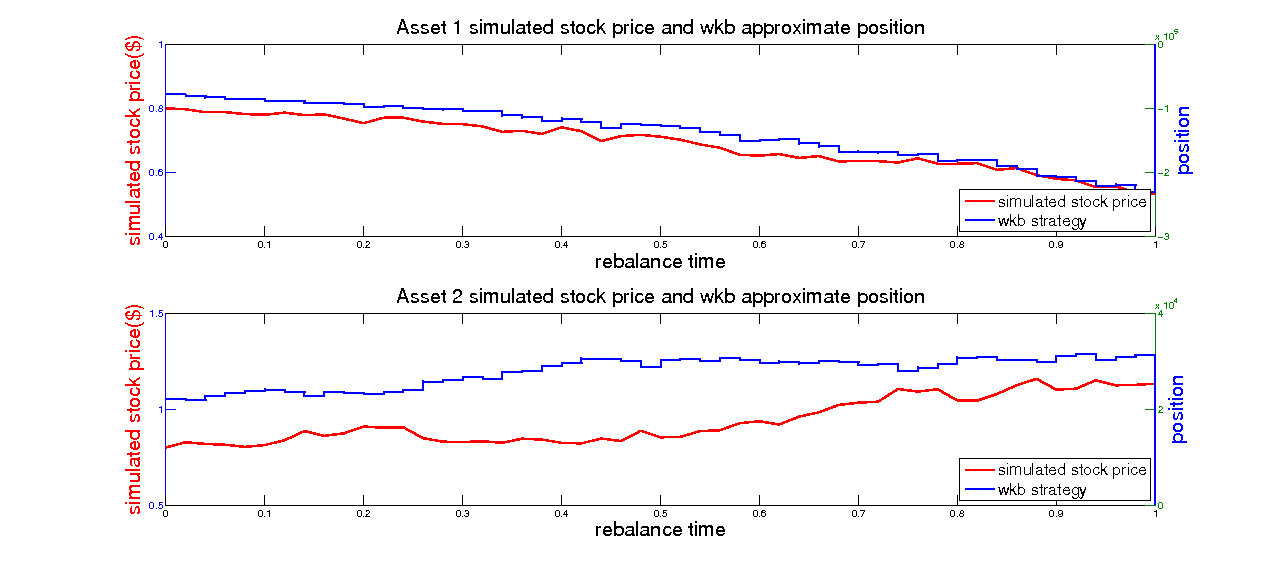 Asset 1 simulated stock price and wkb approximate position
simulated stock price($)
1
0.8
0.6
0.4
0 0.1 0.2 0.3 0.4 0.5 0.6 0.7 0.8 0.9 1
rebalance time
0
-1
-2
-3
position
simulated stock price
wkb strategy
Asset 2 simulated stock price and wkb approximate position
simulated stock price($)
1.5
1
0.5
0 0.1 0.2 0.3 0.4 0.5 0.6 0.7 0.8 0.9 1
rebalance time
x 10^4
4
2
0
position
simulated stock price
wkb strategy